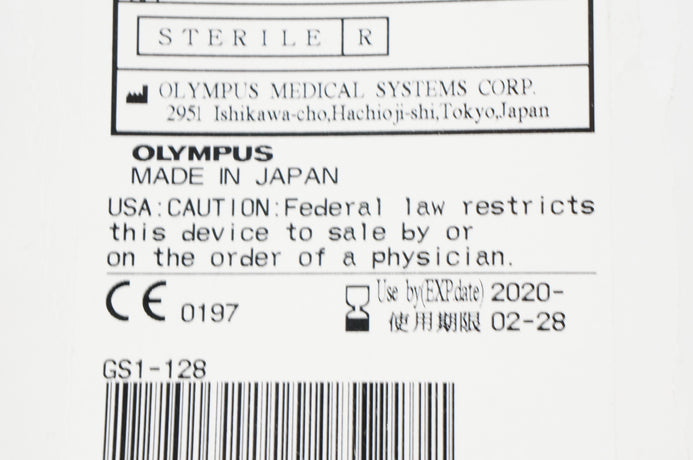 STERILE R
OLYMPUS MEDICAL SYSTEMS CORP.
2951 Ishikawa-cho,Hachioji-shi,Tokyo,Japan
OLYMPUS
MADE IN JAPAN
USA:CAUTION:Federal law restricts
this device to sale by or
on the order of a physician.
CE 0197
Use by(EXPdate) 2020-
使用期限 02-28
GS1-128